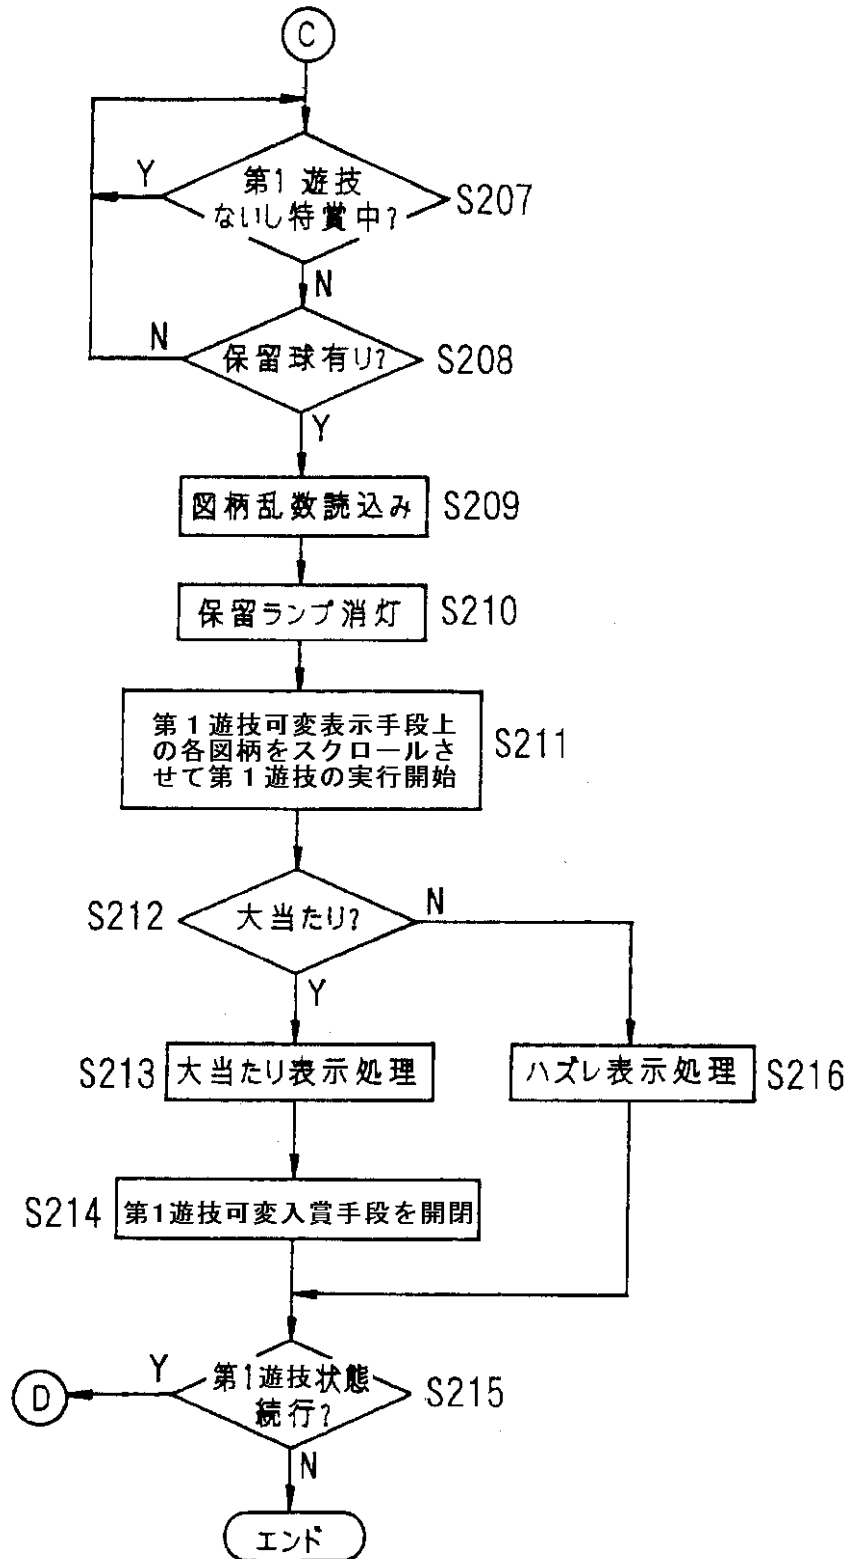 C
Y
第1 遊技
ないし特賞中?
S207
N
N
保留球有り?
S208
Y
図柄乱数読込み
S209
保留ランプ消灯
S210
第1遊技可変表示手段上
の各図柄をスクロールさ
せて第1遊技の実行開始
S211
S212
大当たり?
N
Y
S213
大当たり表示処理
ハズレ表示処理
S216
S214
第1遊技可変入賞手段を開閉
D
Y
第1遊技状態
続行?
S215
N
エンド